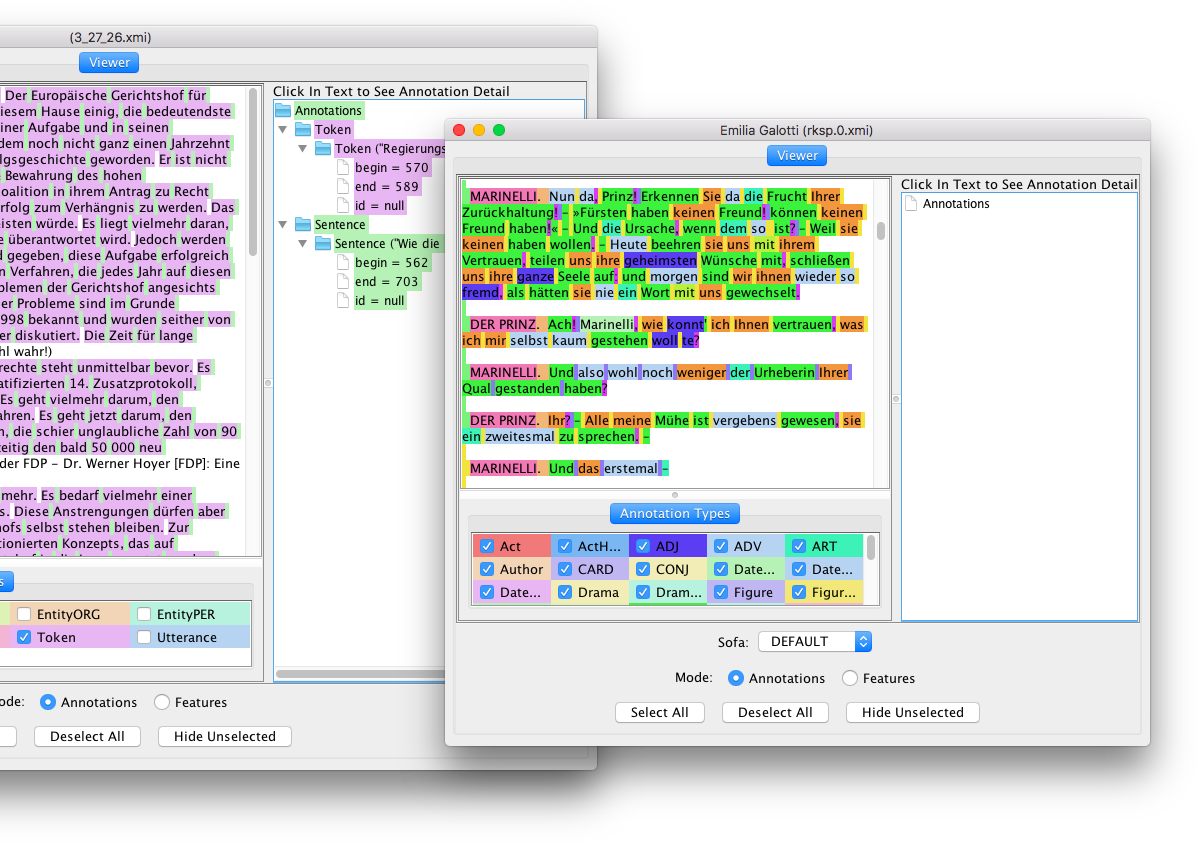 (3_27_26.xmi)
Viewer
Der Europäische Gerichtshof für
iesem Hause einig, die bedeutendste
iner Aufgabe und in seinen
dem noch nicht ganz einen Jahrzehnt
lgsgeschichte geworden. Er ist nicht
Bewahrung des hohen
oalition in ihrem Antrag zu Recht
erfolg zum Verhängnis zu werden. Das
eisten würde. Es liegt vielmehr daran,
e überantwortet wird. Jedoch werden
d gegeben, diese Aufgabe erfolgreich
n Verfahren, die jedes Jahr auf diesen
blemen der Gerichtshof angesichts
er Probleme sind im Grunde
998 bekannt und wurden seither von
er diskutiert. Die Zeit für lange
hl wahr!)
rechte steht unmittelbar bevor. Es
atifizierten 14. Zusatzprotokoll,
Es geht vielmehr darum, den
ahren. Es geht jetzt darum, den
n, die schier unglaubliche Zahl von 90
zeitig den bald 50 000 neu
der FDP – Dr. Werner Hoyer [FDP]: Eine
mehr. Es bedarf vielmehr einer
s. Diese Anstrengungen dürfen aber
hofs selbst stehen bleiben. Zur
tionierten Konzepts, das auf
Click In Text to See Annotation Detail
Annotations
Token
Token ("Regierungs
begin = 570
end = 589
id = null
Sentence
Sentence ("Wie die
begin = 562
end = 703
id = null
s
EntityORG
EntityPER
Token
Utterance
ode:
Annotations
Features
Deselect All
Hide Unselected
Emilia Galotti (rksp.0.xmi)
Viewer
MARINELLI. Nun da, Prinz! Erkennen Sie da die Frucht Ihrer
Zurückhaltung! – »Fürsten haben keinen Freund! können keinen
Freund haben!« – Und die Ursache, wenn dem so ist? – Weil sie
keinen haben wollen. – Heute beehren sie uns mit ihrem
Vertrauen, teilen uns ihre geheimsten Wünsche mit, schließen
uns ihre ganze Seele auf: und morgen sind wir ihnen wieder so
fremd, als hätten sie nie ein Wort mit uns gewechselt.
DER PRINZ. Ach! Marinelli, wie konnt' ich Ihnen vertrauen, was
ich mir selbst kaum gestehen wollte?
MARINELLI. Und also wohl noch weniger der Urheberin Ihrer
Qual gestanden haben?
DER PRINZ. Ihr? – Alle meine Mühe ist vergebens gewesen, sie
ein zweitesmal zu sprechen. –
MARINELLI. Und das erstemal –
Click In Text to See Annotation Detail
Annotations
Annotation Types
Act
ActH...
ADJ
ADV
ART
Author
CARD
CONJ
Date...
Date...
Date...
Drama
Dram...
Figure
Figur...
Sofa:
DEFAULT
Mode:
Annotations
Features
Select All
Deselect All
Hide Unselected